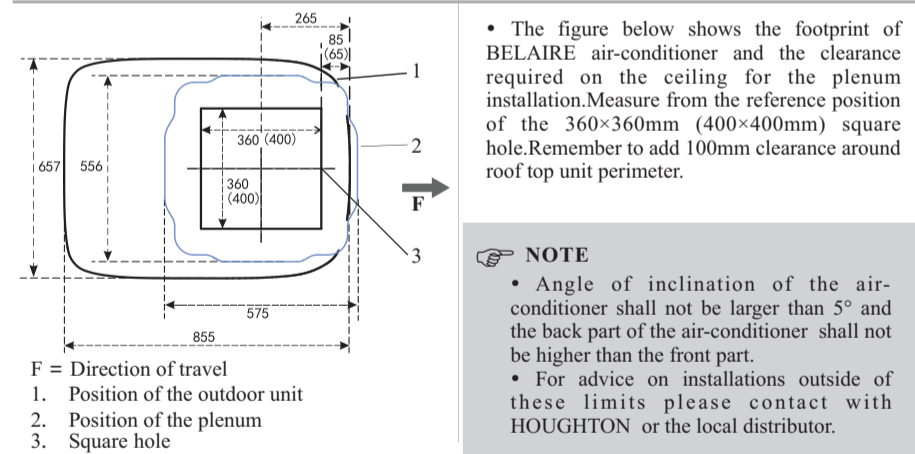 265
85
(65)
1
360 (400)
2
657
556
360
(400)
F
3
575
855
F = Direction of travel
1. Position of the outdoor unit
2. Position of the plenum
3. Square hole
• The figure below shows the footprint of
BELAIRE air-conditioner and the clearance
required on the ceiling for the plenum
installation.Measure from the reference position
of the 360×360mm (400×400mm) square
hole.Remember to add 100mm clearance around
roof top unit perimeter.
NOTE
• Angle of inclination of the air-
conditioner shall not be larger than 5° and
the back part of the air-conditioner shall not
be higher than the front part.
• For advice on installations outside of
these limits please contact with
HOUGHTON or the local distributor.